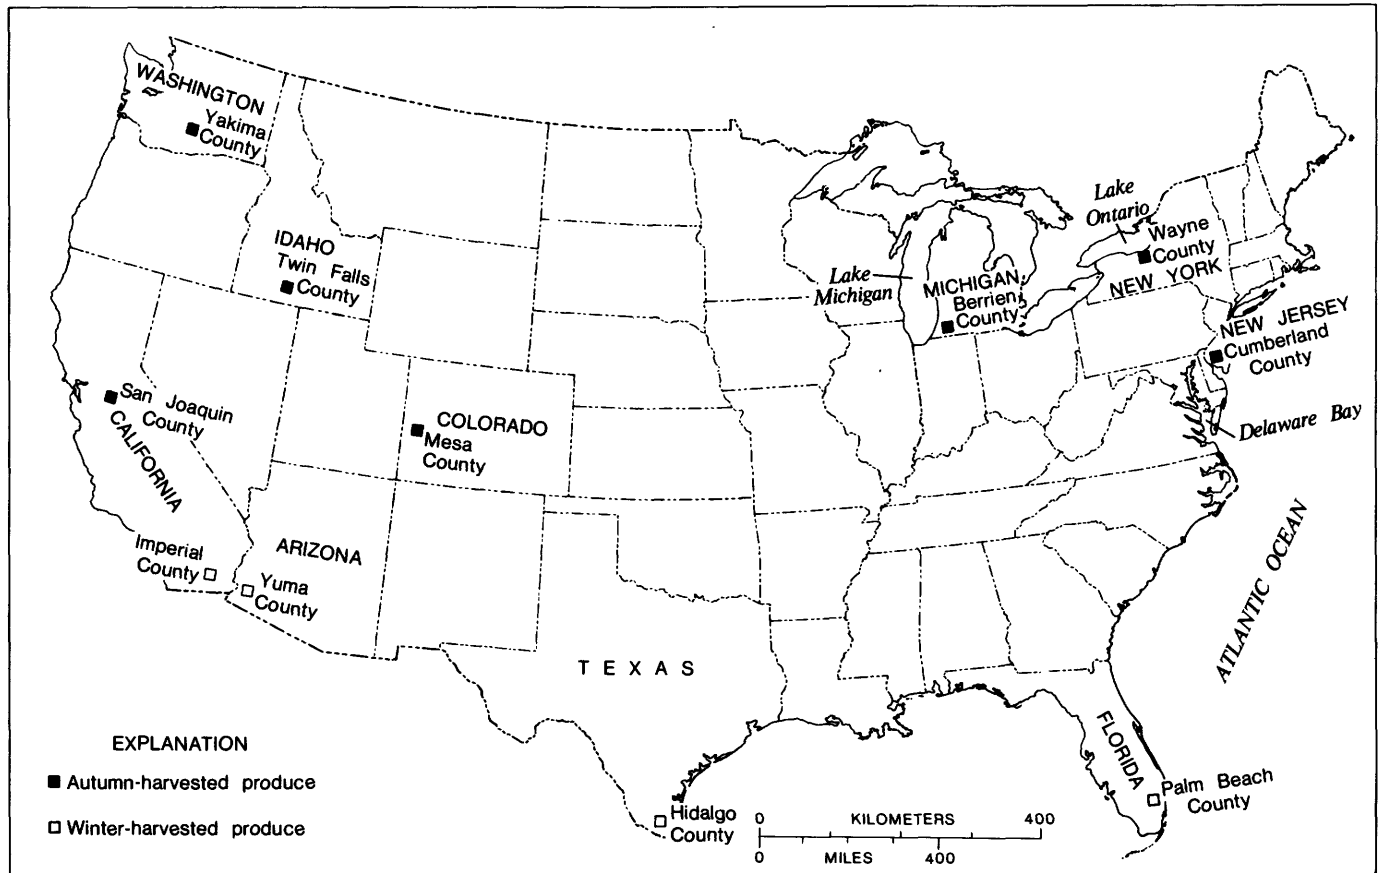 WASHINGTON
Yakima
County
IDAHO
Twin Falls
County
San Joaquin
County
CALIFORNIA
COLORADO
Mesa
County
Imperial
County
ARIZONA
Yuma
County
TEXAS
Hidalgo
County
Lake
Michigan
MICHIGAN
Berrien
County
Lake
Ontario
Wayne
County
NEW YORK
NEW JERSEY
Cumberland
County
Delaware Bay
ATLANTIC OCEAN
FLORIDA
Palm Beach
County
EXPLANATION
Autumn-harvested produce
Winter-harvested produce
0 KILOMETERS 400
0 MILES 400